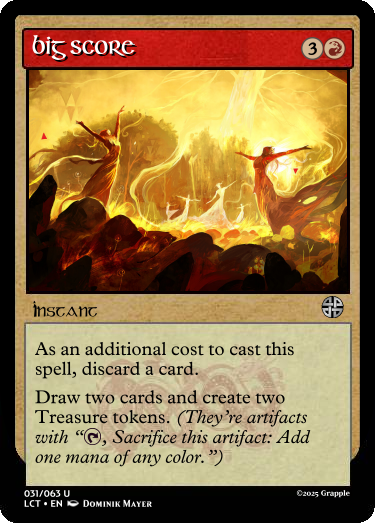 Big Score 3
Instant
As an additional cost to cast this
spell, discard a card.
Draw two cards and create two
Treasure tokens. (They're artifacts
with “, Sacrifice this artifact: Add
one mana of any color.”)
031/063 U
LCT • EN Dominik Mayer
©2025 Grapple